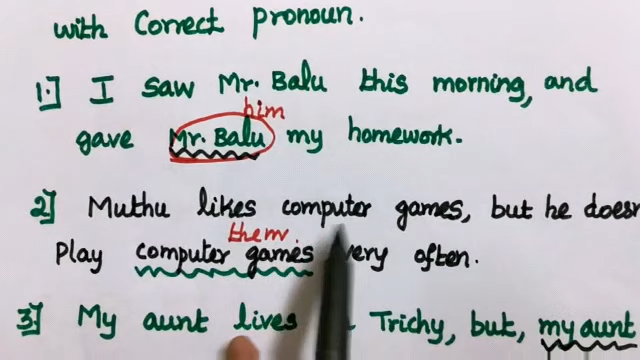 with Correct pronoun.
1.] I saw Mr. Balu this morning, and
him
gave Mr. Balu my homework.
2.] Muthu likes computer games, but he doesn
them
Play computer games very often.
3.] My aunt lives Trichy, but, my aunt